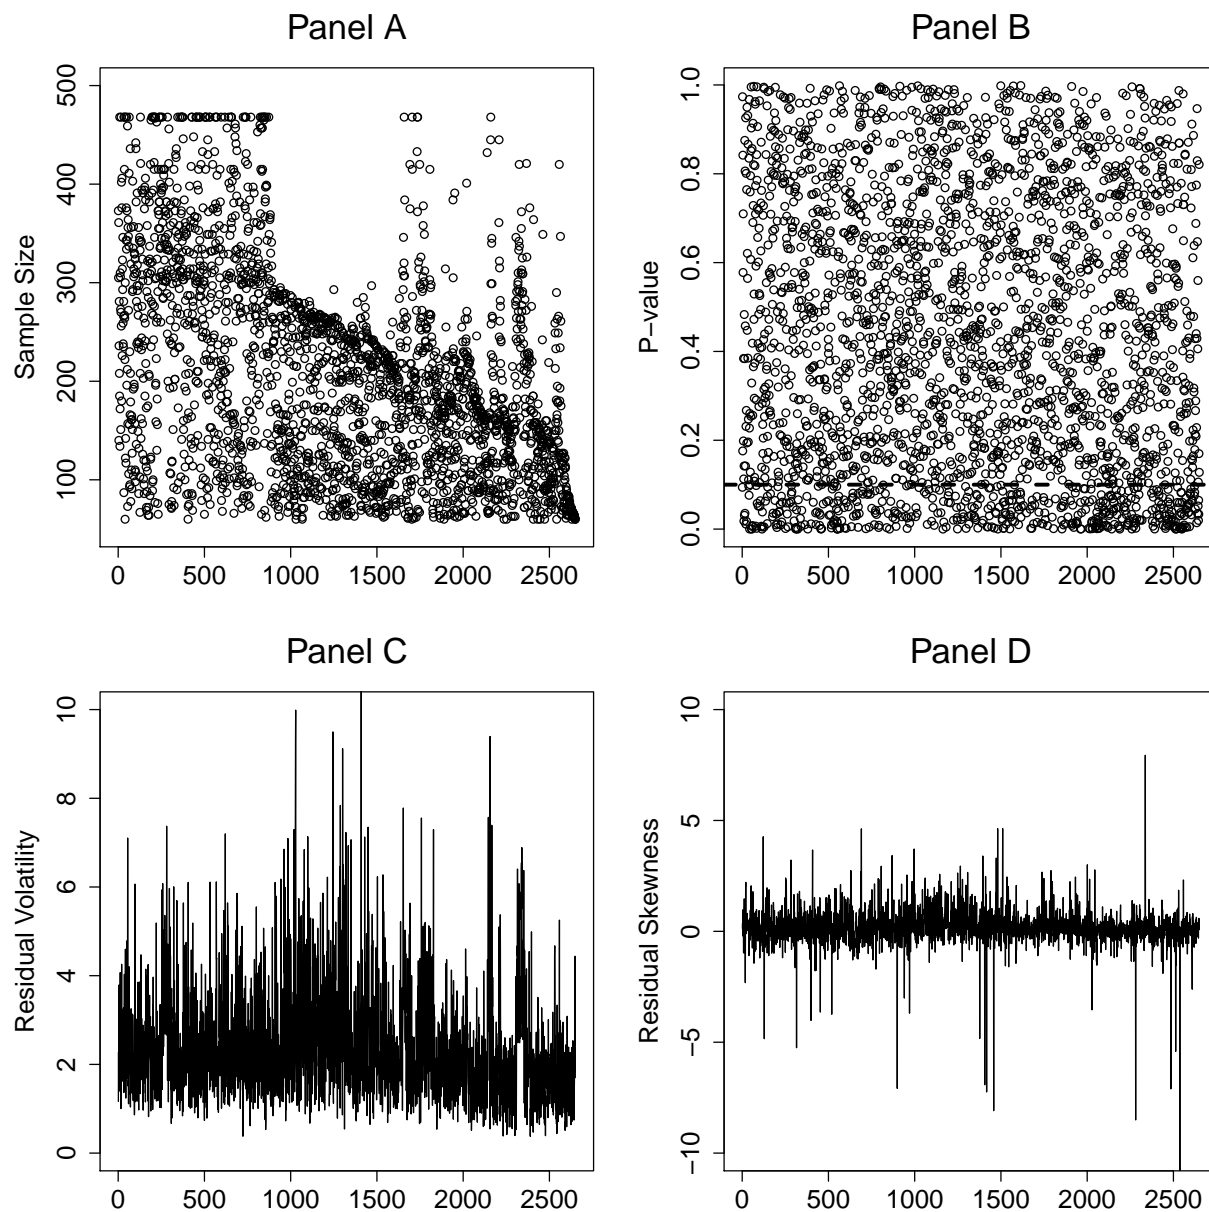 Panel A
Sample Size
500
400
300
200
100
0 500 1000 1500 2000 2500
Panel B
P−value
1.0
0.8
0.6
0.4
0.2
0.0
0 500 1000 1500 2000 2500
Panel C
Residual Volatility
10
8
6
4
2
0
0 500 1000 1500 2000 2500
Panel D
Residual Skewness
10
5
0
−5
−10
0 500 1000 1500 2000 2500